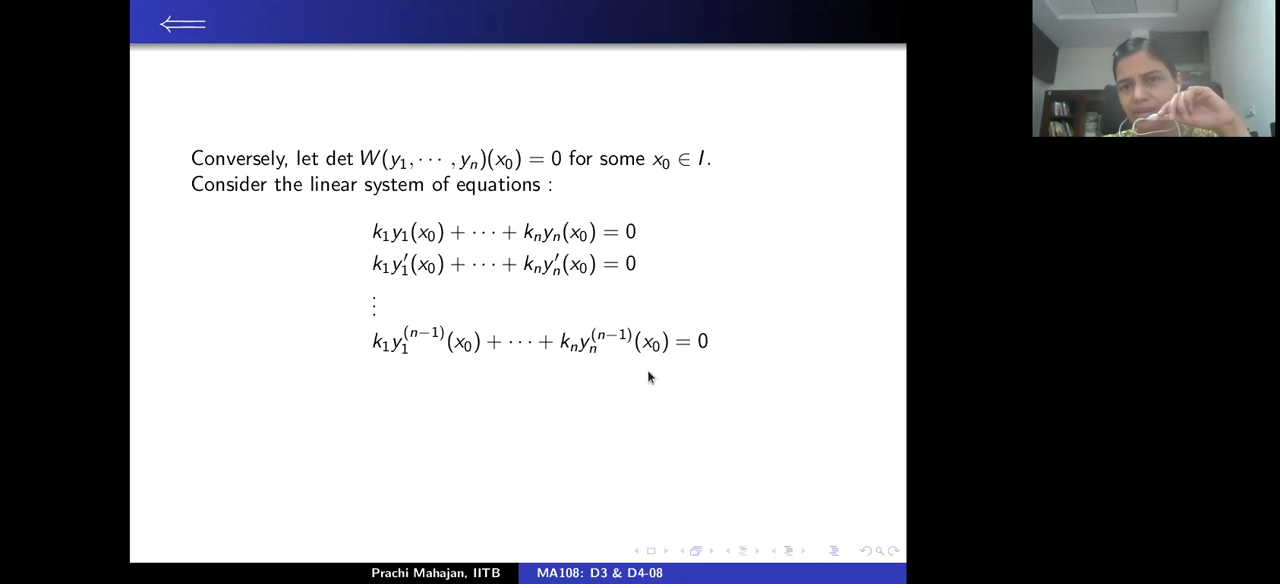 ⇐
Conversely, let det W(y₁, ⋯ , yₙ)(x₀) = 0 for some x₀ ∈ I.
Consider the linear system of equations :
k₁y₁(x₀) + ⋯ + kₙyₙ(x₀) = 0
k₁y₁′(x₀) + ⋯ + kₙyₙ′(x₀) = 0
⋮
k₁y₁⁽ⁿ⁻¹⁾(x₀) + ⋯ + kₙyₙ⁽ⁿ⁻¹⁾(x₀) = 0
Prachi Mahajan, IITB MA108: D3 & D4-08